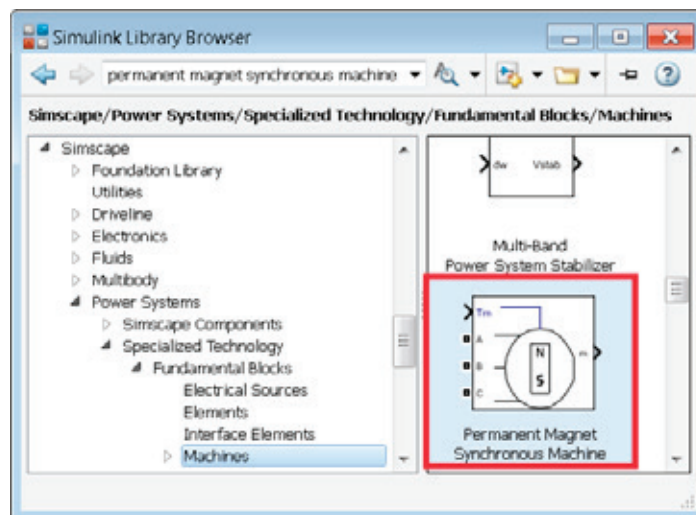 Simulink Library Browser
permanent magnet synchronous machine
Simscape/Power Systems/Specialized Technology/Fundamental Blocks/Machines
Simscape
Foundation Library
Utilities
Driveline
Electronics
Fluids
Multibody
Power Systems
Simscape Components
Specialized Technology
Fundamental Blocks
Electrical Sources
Elements
Interface Elements
Machines
dw Vstab
Multi-Band
Power System Stabilizer
Tm
A
B
C
N
S
m
Permanent Magnet
Synchronous Machine